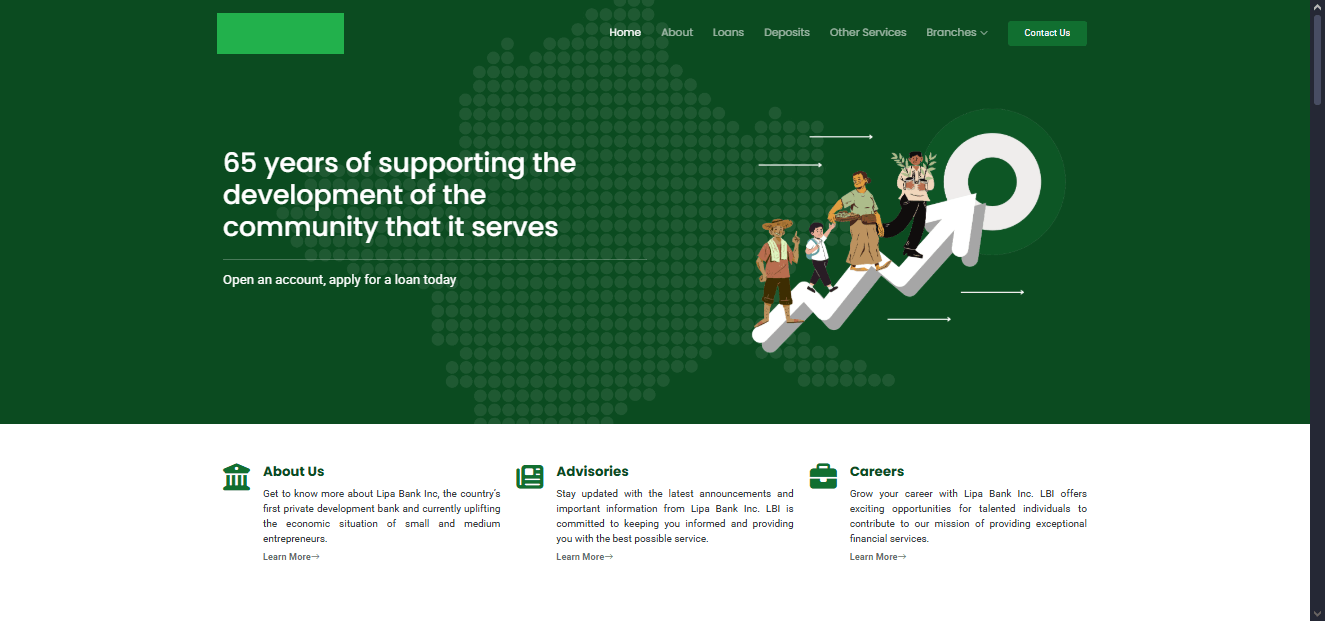 Home About Loans Deposits Other Services Branches Contact Us
65 years of supporting the
development of the
community that it serves
Open an account, apply for a loan today
About Us
Get to know more about Lipa Bank Inc, the country's
first private development bank and currently uplifting
the economic situation of small and medium
entrepreneurs.
Learn More
Advisories
Stay updated with the latest announcements and
important information from Lipa Bank Inc. LBI is
committed to keeping you informed and providing
you with the best possible service.
Learn More
Careers
Grow your career with Lipa Bank Inc. LBI offers
exciting opportunities for talented individuals to
contribute to our mission of providing exceptional
financial services.
Learn More